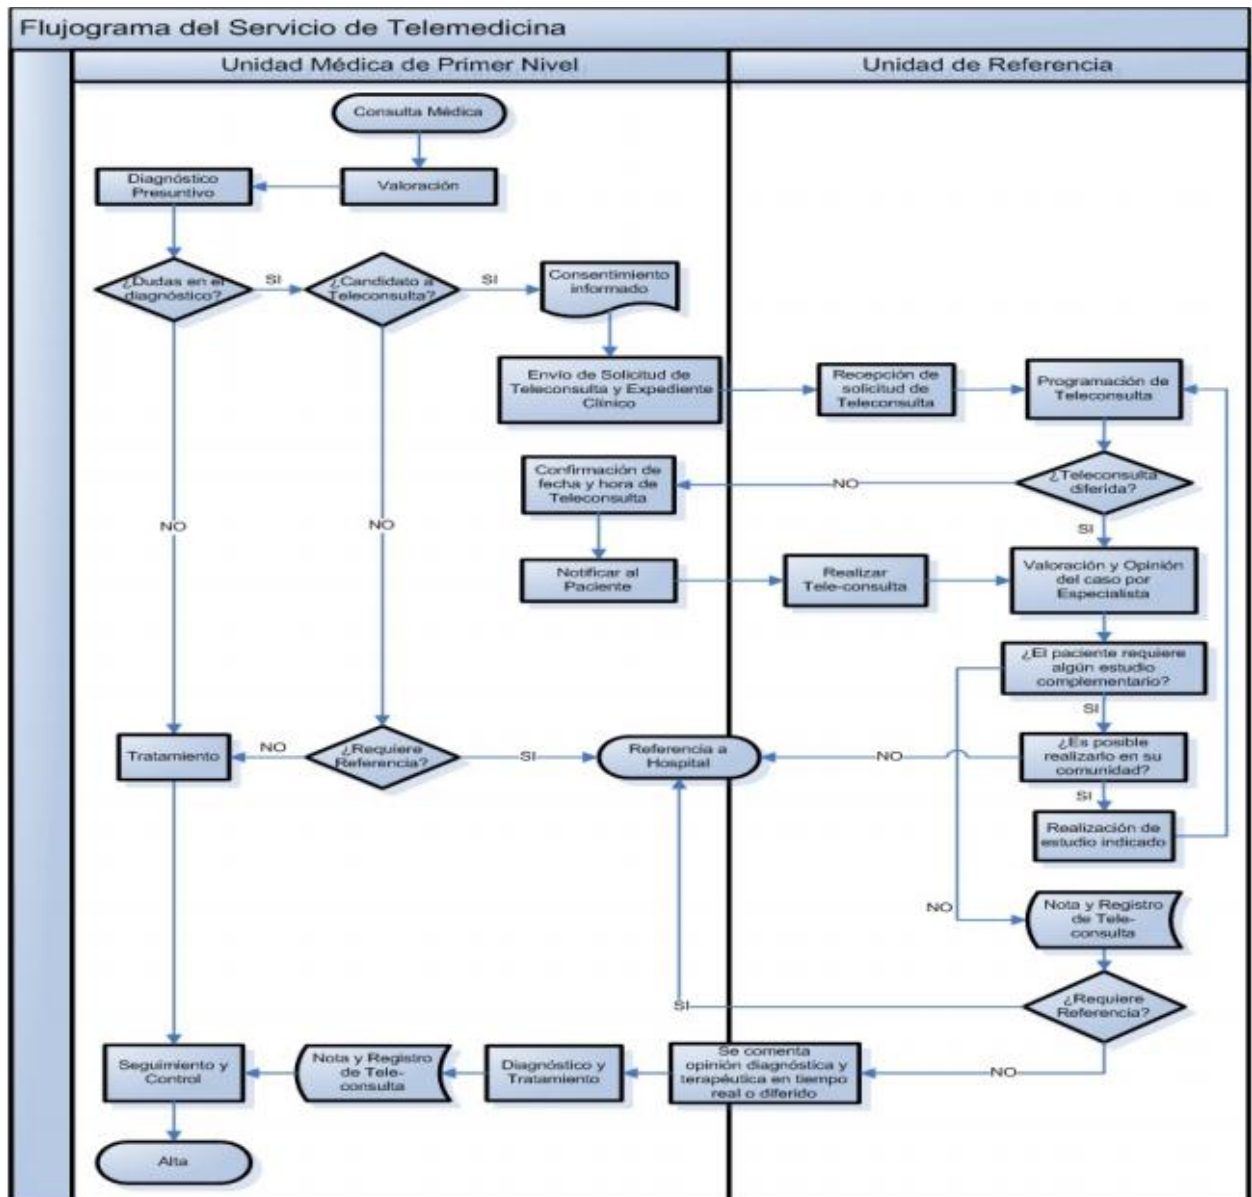 Flujograma del Servicio de Telemedicina
Unidad Médica de Primer Nivel
Unidad de Referencia
Consulta Médica
Diagnóstico
Presuntivo
Valoración
¿Dudas en el
diagnóstico?
SI
¿Candidato a
Teleconsulta?
SI
Consentimiento
informado
Envío de Solicitud de
Teleconsulta y Expediente
Clínico
Recepción de
solicitud de
Teleconsulta
Programación de
Teleconsulta
Confirmación de
fecha y hora de
Teleconsulta
NO
¿Teleconsulta
diferida?
NO
NO
SI
Notificar al
Paciente
Realizar
Tele-consulta
Valoración y Opinión
del caso por
Especialista
¿El paciente requiere
algún estudio
complementario?
SI
Tratamiento
NO
¿Requiere
Referencia?
SI
Referencia a
Hospital
NO
¿Es posible
realizarlo en su
comunidad?
SI
Realización de
estudio indicado
NO
Nota y Registro
de Tele-
consulta
SI
¿Requiere
Referencia?
Seguimiento y
Control
Nota y Registro
de Tele-
consulta
Diagnóstico y
Tratamiento
Se comenta
opinión diagnóstica y
terapéutica en tiempo
real o diferido
NO
Alta